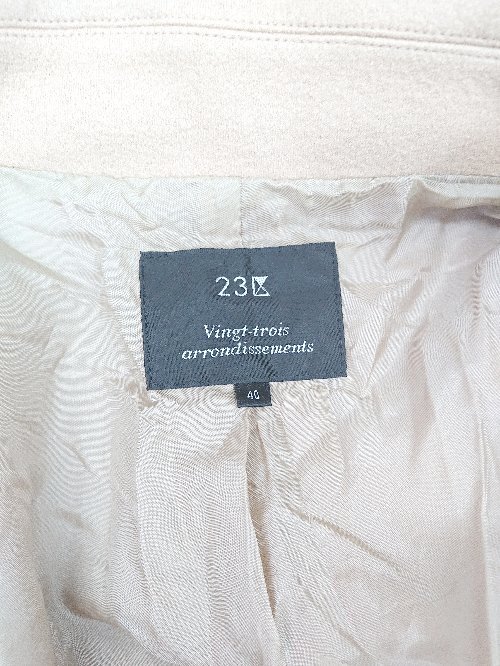 23区
Vingt-trois
arrondissements
40